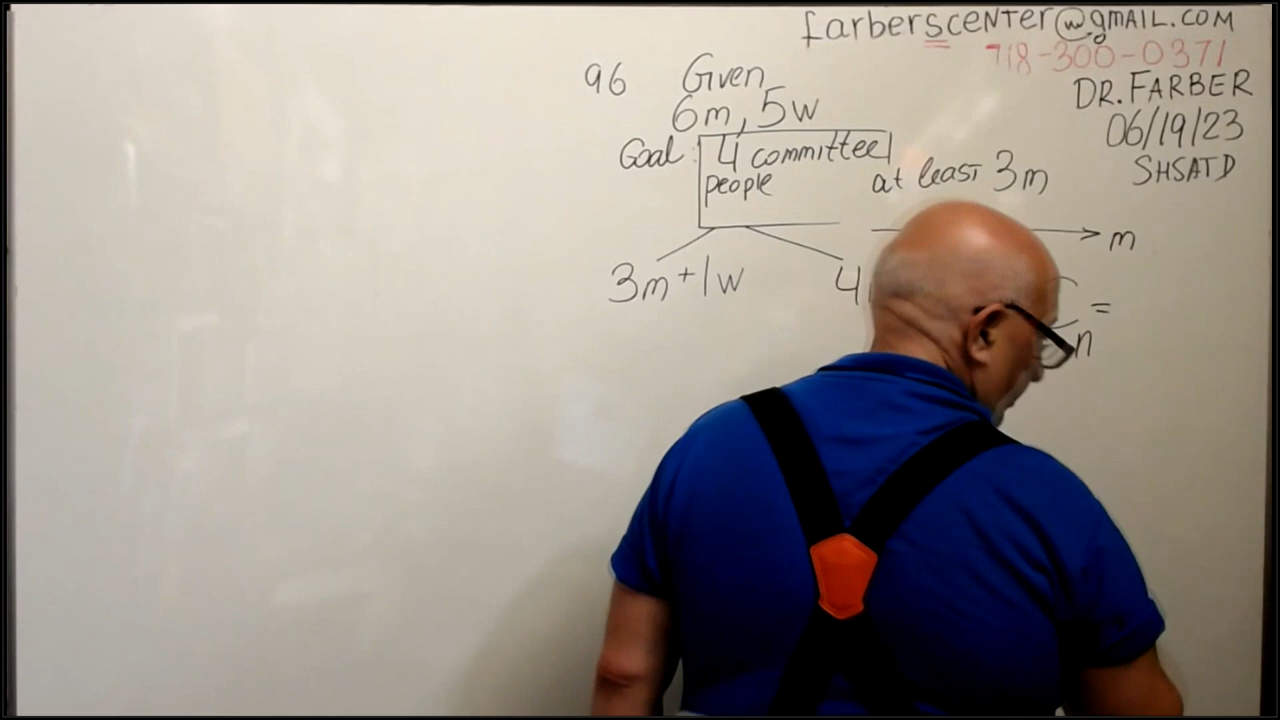 farberscenter@gmail.com
718-300-0371
DR. FARBER
06/19/23
SHSATD
96 Given
6m, 5w
Goal: 4 committee
people
at least 3m
m
3m+1w
4
=
n